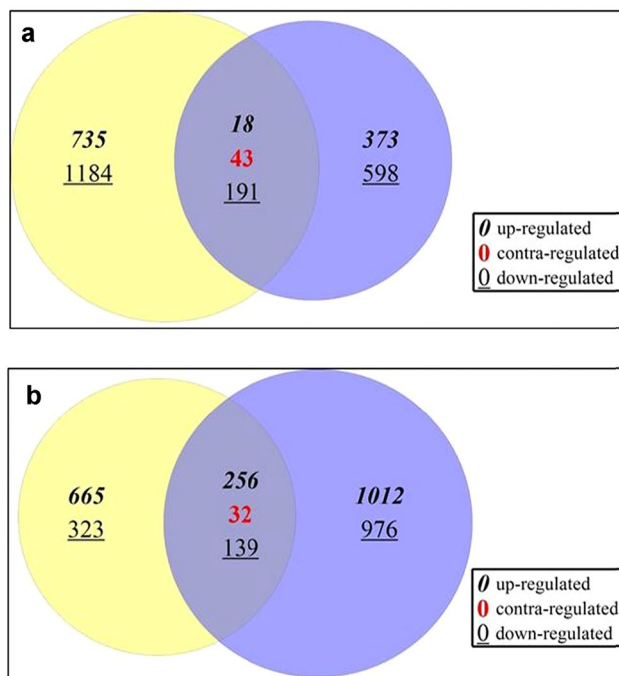 a
735
1184
18
43
191
373
598
0 up-regulated
0 contra-regulated
0 down-regulated
b
665
323
256
32
139
1012
976
0 up-regulated
0 contra-regulated
0 down-regulated